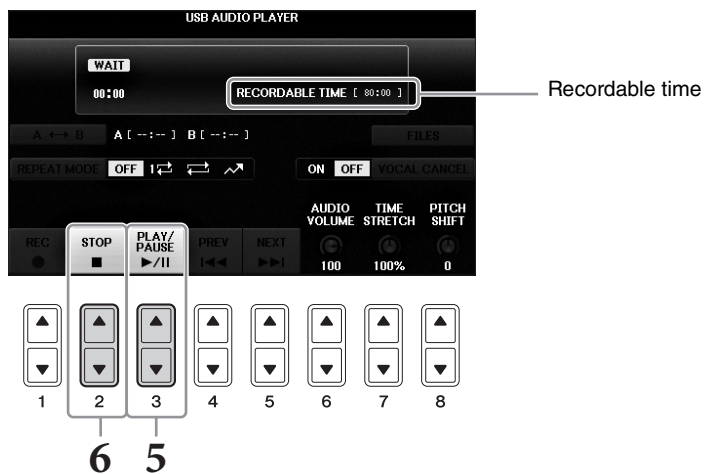 USB AUDIO PLAYER
WAIT
00:00
RECORDABLE TIME [ 80:00 ]
Recordable time
A ↔ B A [ --:-- ] B [ --:-- ] FILES
REPEAT MODE OFF 1 ON OFF VOCAL CANCEL
AUDIO VOLUME
TIME STRETCH
PITCH SHIFT
REC
STOP
PLAY/PAUSE
PREV
NEXT
100 100% 0
1 2 3 4 5 6 7 8
6 5